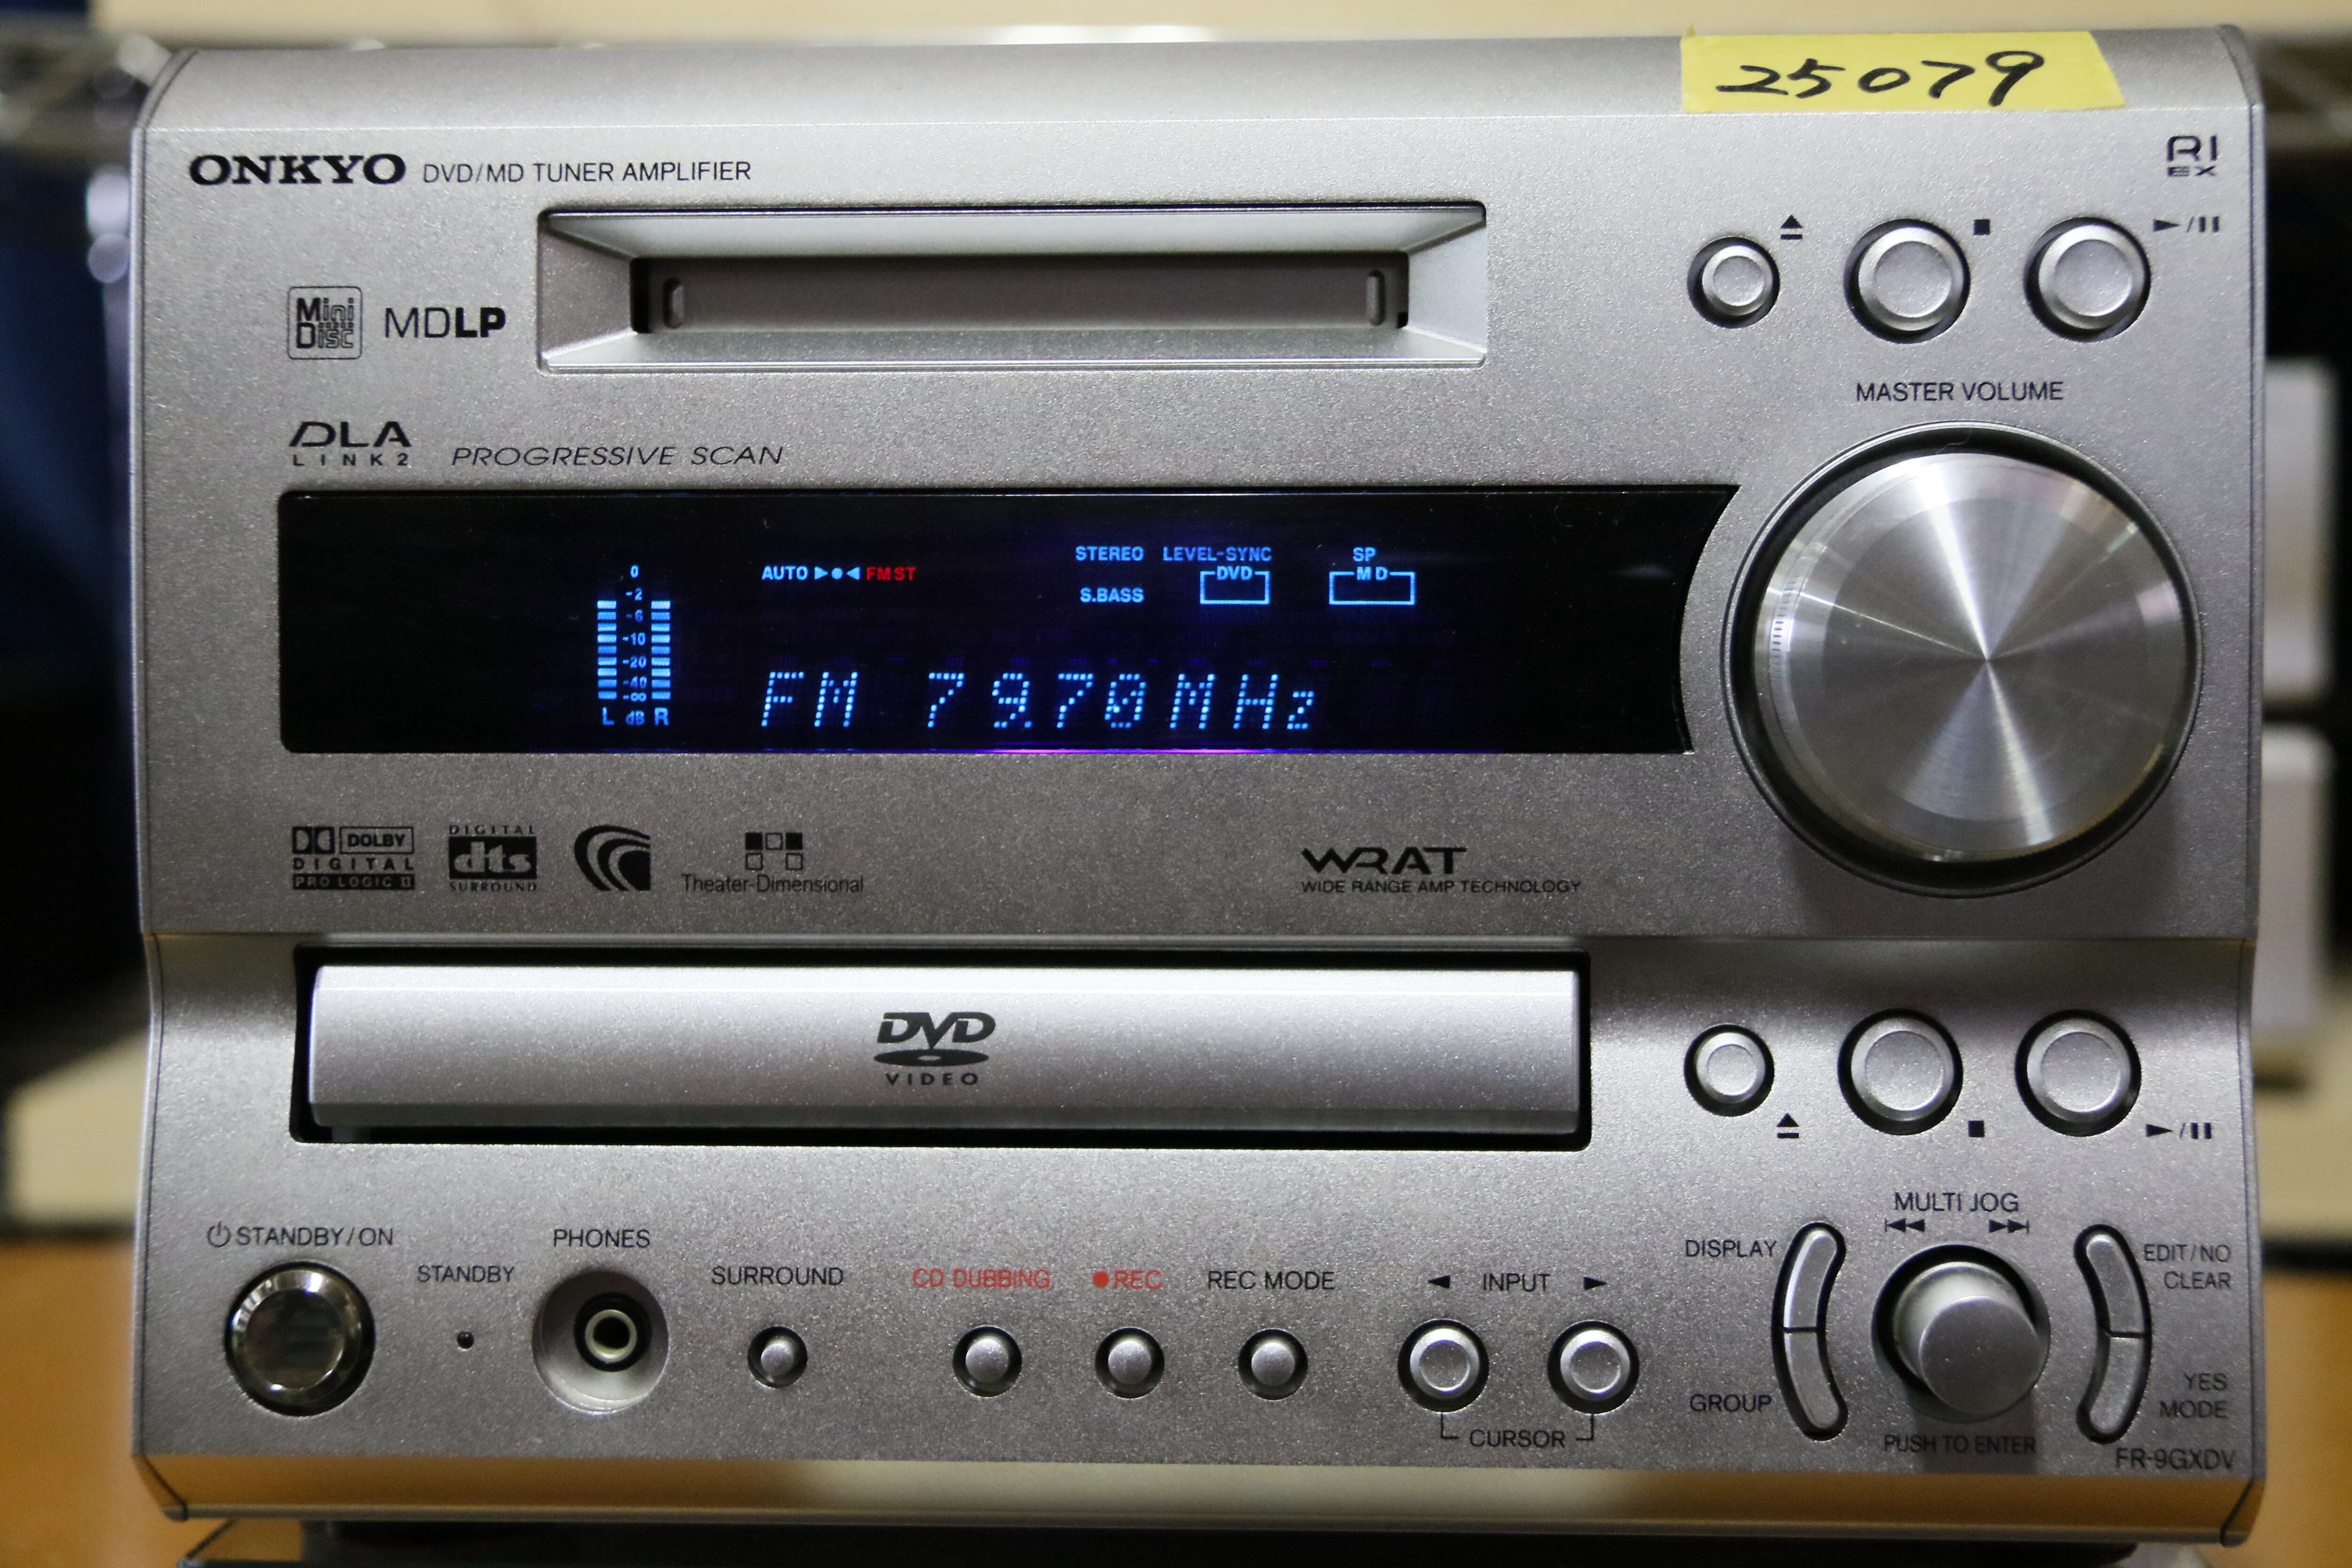 25079
ONKYO DVD/MD TUNER AMPLIFIER
RI
EX
Mini
Disc
MDLP
MASTER VOLUME
DLA
LINK2
PROGRESSIVE SCAN
STEREO LEVEL-SYNC SP
AUTO FM ST
DVD MD
S.BASS
0
-2
-6
-10
-20
-40
-∞
L dB R
FM 79.70MHz
DOLBY
DIGITAL
PRO LOGIC II
DIGITAL
dts
SURROUND
Theater-Dimensional
WRAT
WIDE RANGE AMP TECHNOLOGY
DVD
VIDEO
STANDBY/ON
STANDBY
PHONES
SURROUND
CD DUBBING
REC
REC MODE
INPUT
CURSOR
MULTI JOG
DISPLAY
GROUP
EDIT/NO
CLEAR
YES
MODE
PUSH TO ENTER
FR-9GXDV